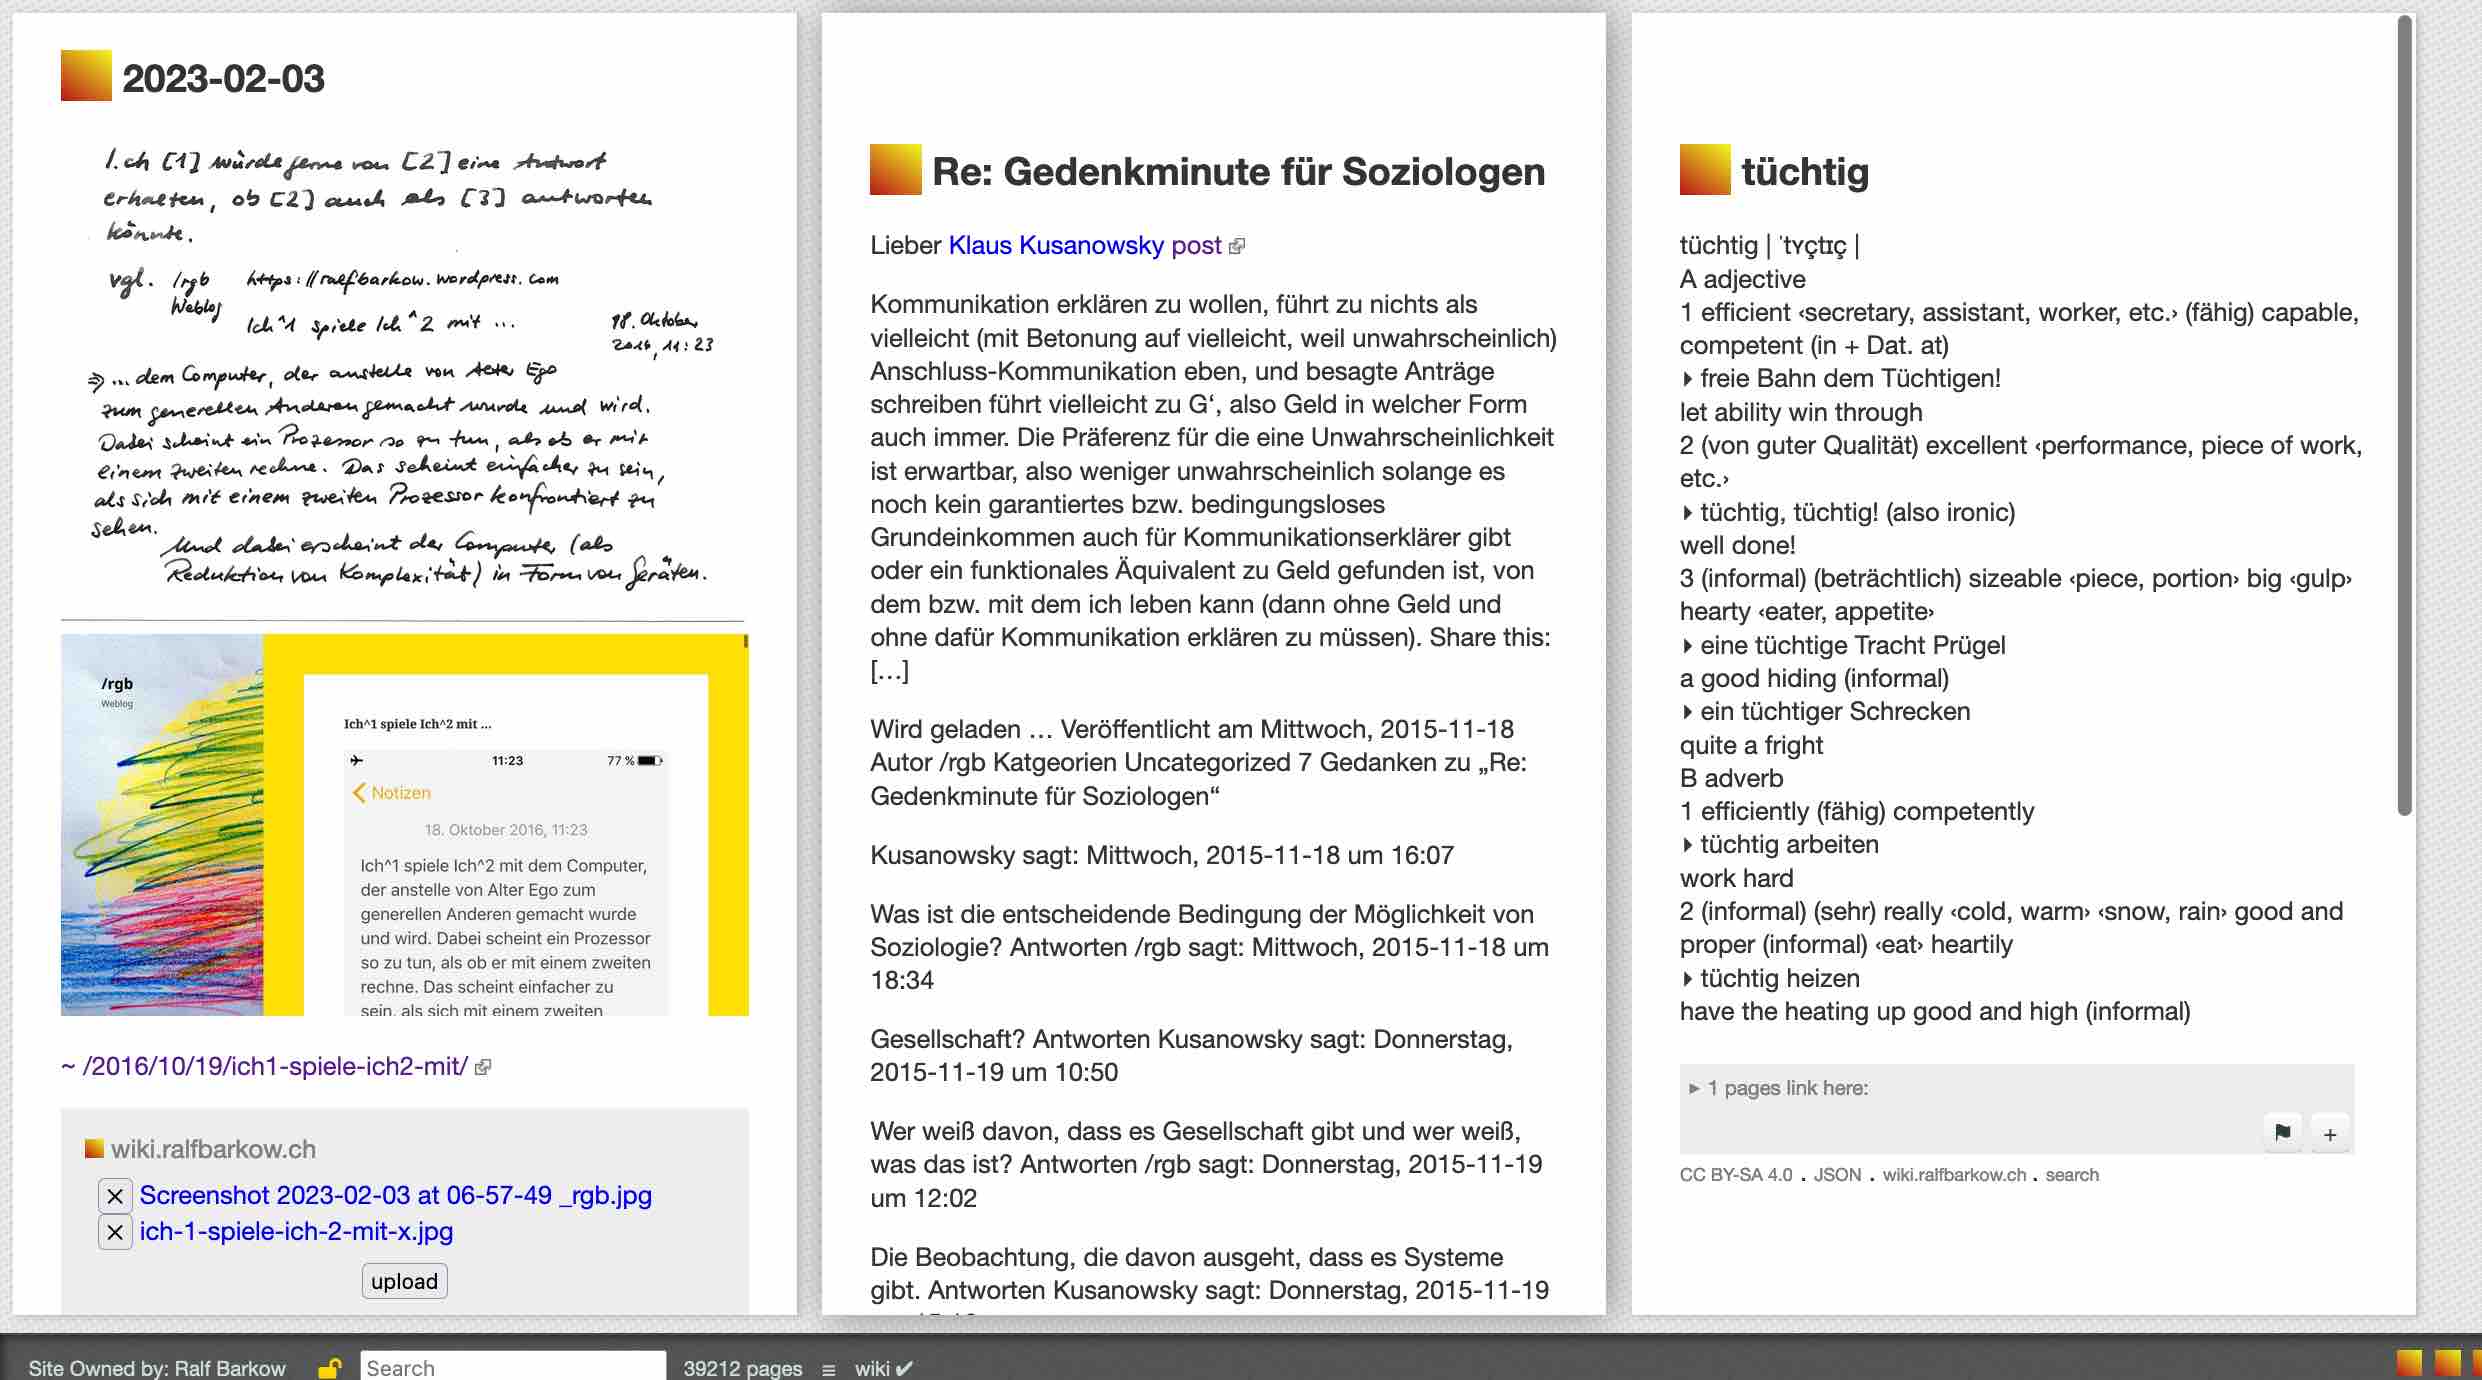 2023-02-03
I.ch [1] würde gerne von [2] eine Antwort
erhalten, ob [2] auch als [3] antworten
könnte.
vgl. /rgb https://ralfbarkow.wordpress.com
Weblog
Ich^1 spiele Ich^2 mit ... 18. Oktober
2016, 11:23
⇒ ... dem Computer, der anstelle von Alter Ego
zum generellen Anderen gemacht wurde und wird.
Dabei scheint ein Prozessor so zu tun, als ob er mit
einem zweiten rechne. Das scheint einfacher zu sein,
als sich mit einem zweiten Prozessor konfrontiert zu
sehen.
Und dabei erscheint der Computer (als
Reduktion von Komplexität) in Form von Geräten.
/rgb
Weblog
Ich^1 spiele Ich^2 mit ...
11:23 77 %
Notizen
18. Oktober 2016, 11:23
Ich^1 spiele Ich^2 mit dem Computer,
der anstelle von Alter Ego zum
generellen Anderen gemacht wurde
und wird. Dabei scheint ein Prozessor
so zu tun, als ob er mit einem zweiten
rechne. Das scheint einfacher zu
sein, als sich mit einem zweiten
~ /2016/10/19/ich1-spiele-ich2-mit/
wiki.ralfbarkow.ch
Screenshot 2023-02-03 at 06-57-49 _rgb.jpg
ich-1-spiele-ich-2-mit-x.jpg
upload
Re: Gedenkminute für Soziologen
Lieber Klaus Kusanowsky post
Kommunikation erklären zu wollen, führt zu nichts als
vielleicht (mit Betonung auf vielleicht, weil unwahrscheinlich)
Anschluss-Kommunikation eben, und besagte Anträge
schreiben führt vielleicht zu G‘, also Geld in welcher Form
auch immer. Die Präferenz für die eine Unwahrscheinlichkeit
ist erwartbar, also weniger unwahrscheinlich solange es
noch kein garantiertes bzw. bedingungsloses
Grundeinkommen auch für Kommunikationserklärer gibt
oder ein funktionales Äquivalent zu Geld gefunden ist, von
dem bzw. mit dem ich leben kann (dann ohne Geld und
ohne dafür Kommunikation erklären zu müssen). Share this:
[…]
Wird geladen … Veröffentlicht am Mittwoch, 2015-11-18
Autor /rgb Katgeorien Uncategorized 7 Gedanken zu „Re:
Gedenkminute für Soziologen“
Kusanowsky sagt: Mittwoch, 2015-11-18 um 16:07
Was ist die entscheidende Bedingung der Möglichkeit von
Soziologie? Antworten /rgb sagt: Mittwoch, 2015-11-18 um
18:34
Gesellschaft? Antworten Kusanowsky sagt: Donnerstag,
2015-11-19 um 10:50
Wer weiß davon, dass es Gesellschaft gibt und wer weiß,
was das ist? Antworten /rgb sagt: Donnerstag, 2015-11-19
um 12:02
Die Beobachtung, die davon ausgeht, dass es Systeme
gibt. Antworten Kusanowsky sagt: Donnerstag, 2015-11-19
tüchtig
tüchtig | ˈtʏçtɪç |
A adjective
1 efficient ‹secretary, assistant, worker, etc.› (fähig) capable,
competent (in + Dat. at)
▸ freie Bahn dem Tüchtigen!
let ability win through
2 (von guter Qualität) excellent ‹performance, piece of work,
etc.›
▸ tüchtig, tüchtig! (also ironic)
well done!
3 (informal) (beträchtlich) sizeable ‹piece, portion› big ‹gulp›
hearty ‹eater, appetite›
▸ eine tüchtige Tracht Prügel
a good hiding (informal)
▸ ein tüchtiger Schrecken
quite a fright
B adverb
1 efficiently (fähig) competently
▸ tüchtig arbeiten
work hard
2 (informal) (sehr) really ‹cold, warm› ‹snow, rain› good and
proper (informal) ‹eat› heartily
▸ tüchtig heizen
have the heating up good and high (informal)
▸ 1 pages link here:
+
CC BY-SA 4.0 . JSON . wiki.ralfbarkow.ch . search
Site Owned by: Ralf Barkow Search 39212 pages ≡ wiki ✔